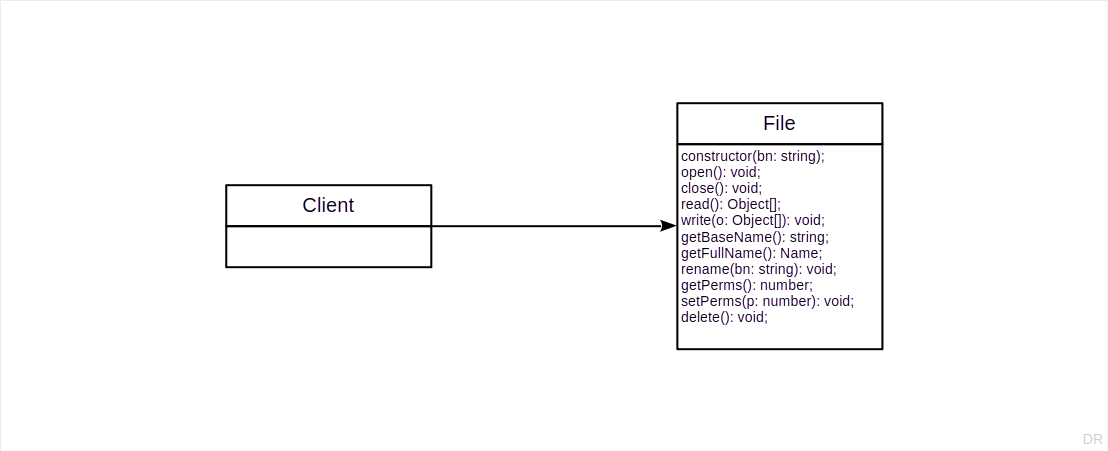 Client
File
constructor(bn: string);
open(): void;
close(): void;
read(): Object[];
write(o: Object[]): void;
getBaseName(): string;
getFullName(): Name;
rename(bn: string): void;
getPerms(): number;
setPerms(p: number): void;
delete(): void;
DR